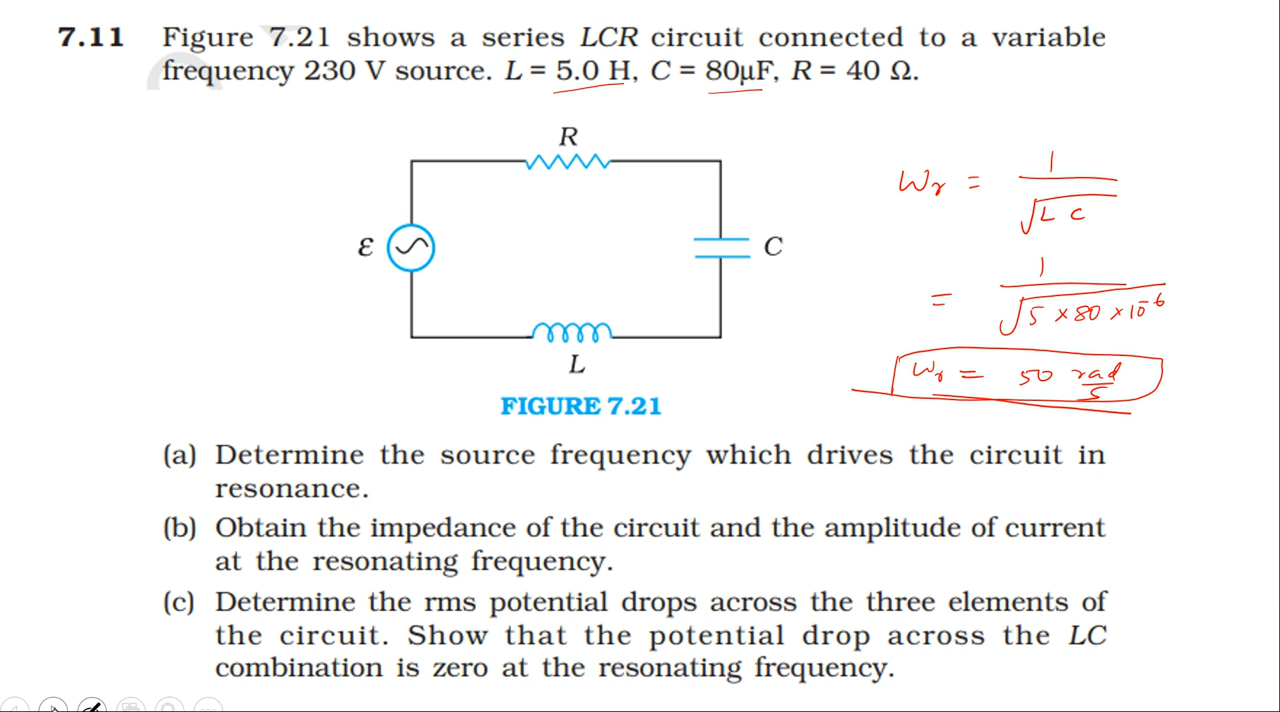 7.11 Figure 7.21 shows a series LCR circuit connected to a variable
frequency 230 V source. L = 5.0 H, C = 80μF, R = 40 Ω.
R
ε
C
L
FIGURE 7.21
Wr = 1/√LC
= 1/√5 × 80 × 10⁻⁶
Wr = 50 rad/s
(a) Determine the source frequency which drives the circuit in
resonance.
(b) Obtain the impedance of the circuit and the amplitude of current
at the resonating frequency.
(c) Determine the rms potential drops across the three elements of
the circuit. Show that the potential drop across the LC
combination is zero at the resonating frequency.